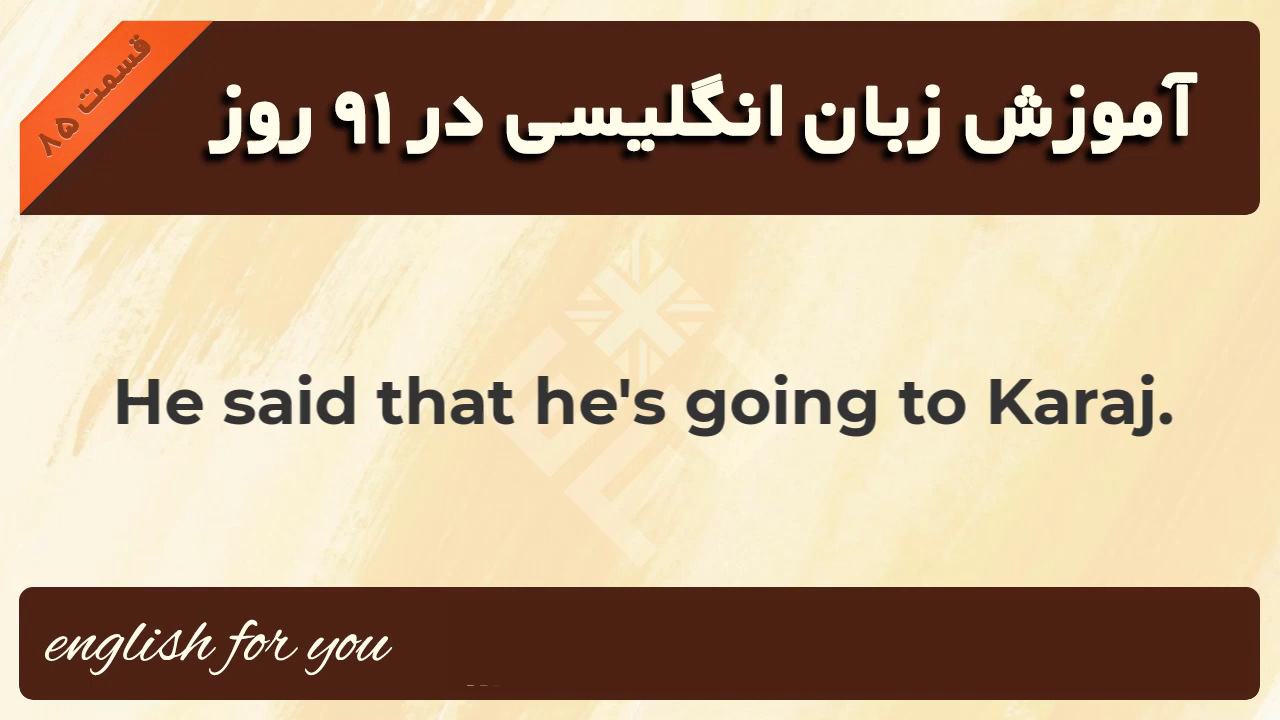 قسمت ۸۵
آموزش زبان انگلیسی در ۹۱ روز
He said that he's going to Karaj.
english for you